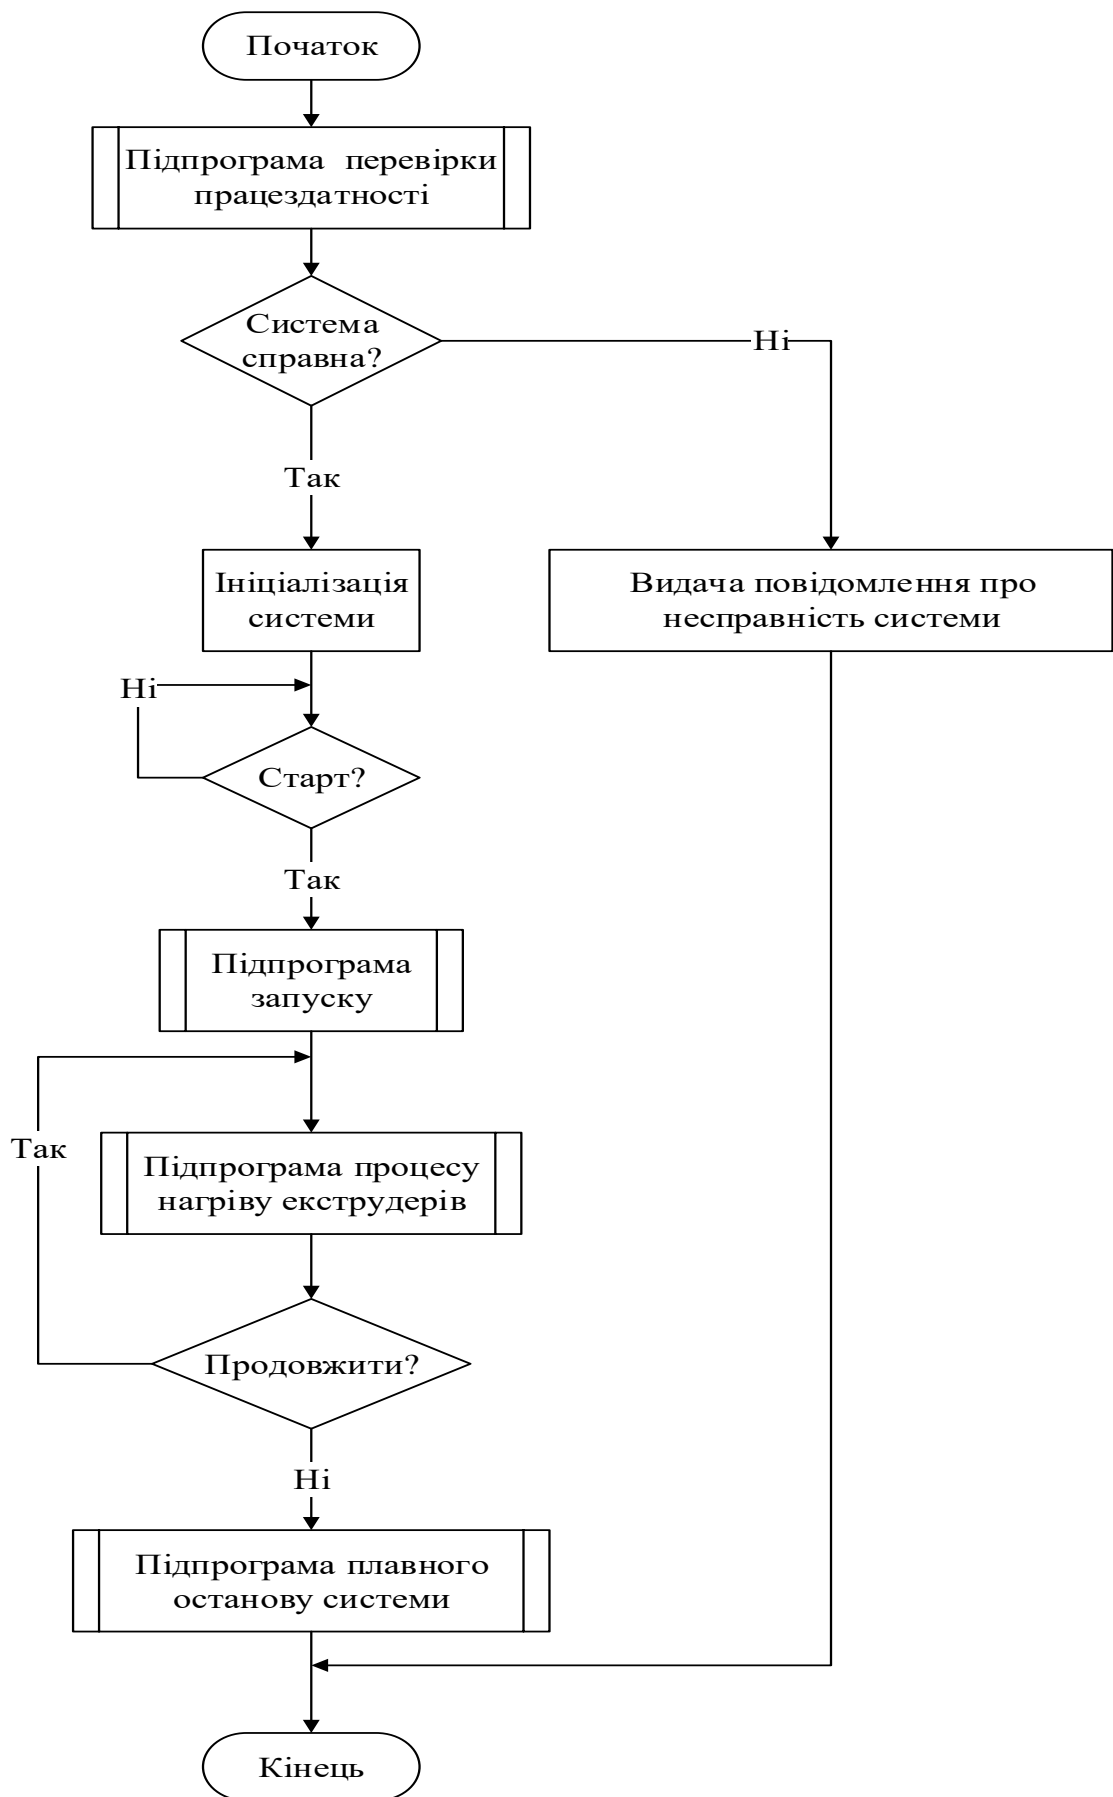 Початок
Підпрограма перевірки
працездатності
Система
справна?
Ні
Так
Ініціалізація
системи
Видача повідомлення про
несправність системи
Ні
Старт?
Так
Підпрограма
запуску
Так
Підпрограма процесу
нагріву екструдерів
Продовжити?
Ні
Підпрограма плавного
останову системи
Кінець